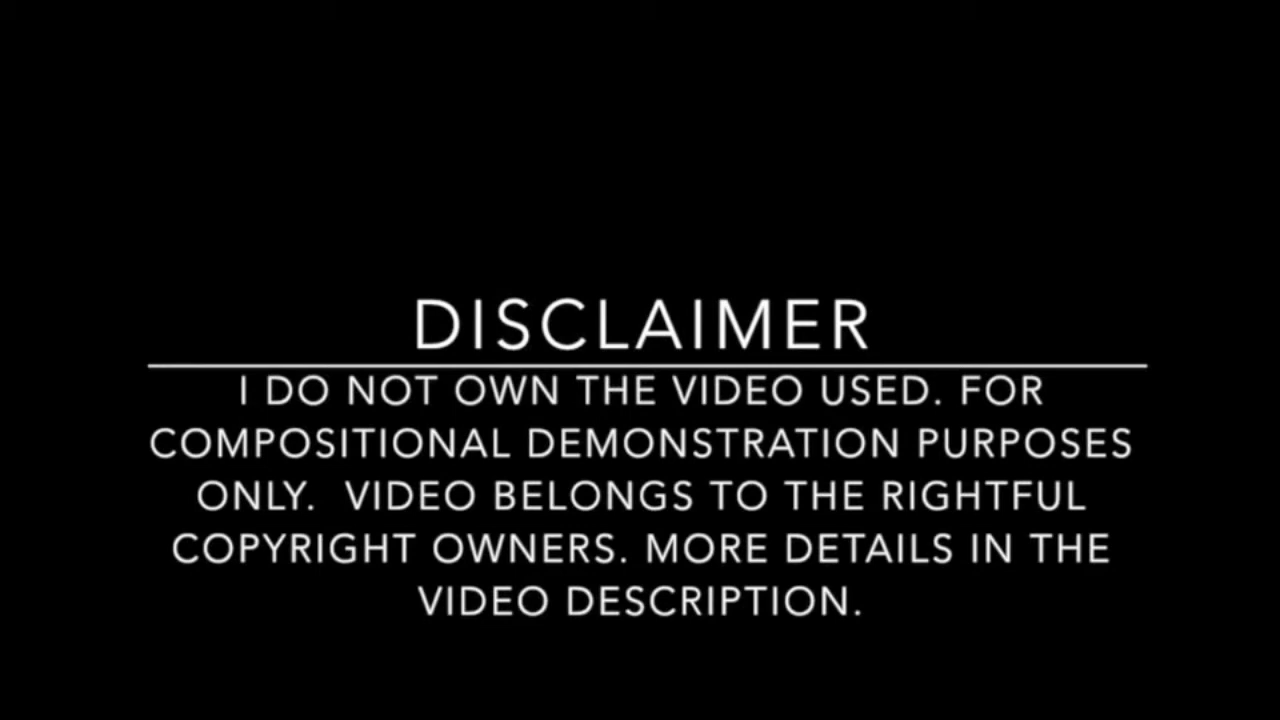 DISCLAIMER
I DO NOT OWN THE VIDEO USED. FOR
COMPOSITIONAL DEMONSTRATION PURPOSES
ONLY.  VIDEO BELONGS TO THE RIGHTFUL
COPYRIGHT OWNERS. MORE DETAILS IN THE
VIDEO DESCRIPTION.